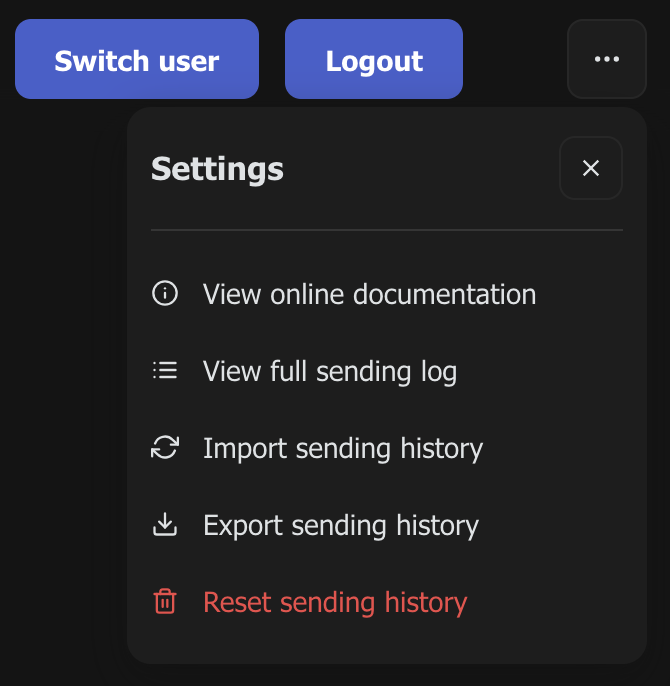 Switch user
Logout
Settings
View online documentation
View full sending log
Import sending history
Export sending history
Reset sending history